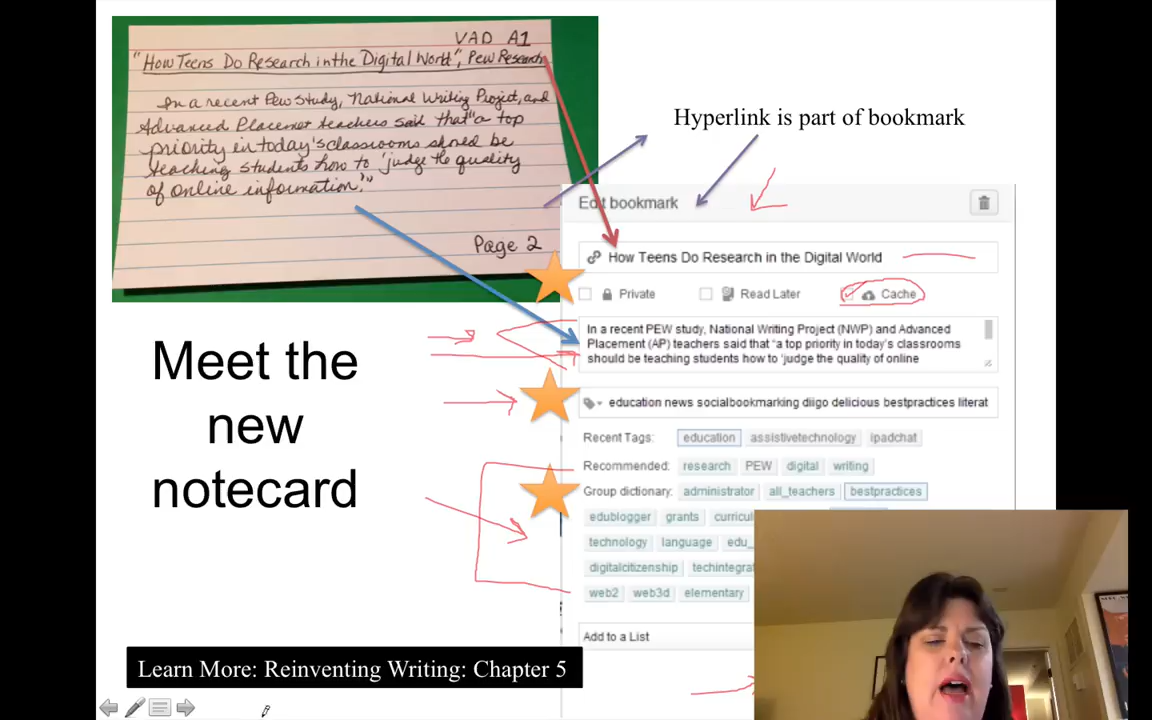 VAD A1
"How Teens Do Research in the Digital World", Pew Research
In a recent Pew Study, National Writing Project, and
Advanced Placement teachers said that "a top
priority in today's classrooms should be
teaching students how to 'judge the quality
of online information.'"
Page 2
Hyperlink is part of bookmark
Edit bookmark
How Teens Do Research in the Digital World
Private Read Later Cache
In a recent PEW study, National Writing Project (NWP) and Advanced
Placement (AP) teachers said that "a top priority in today's classrooms
should be teaching students how to 'judge the quality of online
Meet the
new
notecard
education news socialbookmarking diigo delicious bestpractices literat
Recent Tags: education assistivetechnology ipadchat
Recommended: research PEW digital writing
Group dictionary: administrator all_teachers bestpractices
edublogger grants curricul
technology language edu_
digitalcitizenship techintegrat
web2 web3d elementary
Add to a List
Learn More: Reinventing Writing: Chapter 5